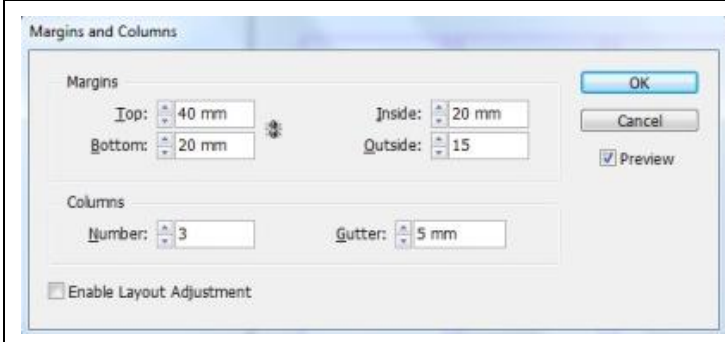 Margins and Columns
Margins
Top: 40 mm
Inside: 20 mm
OK
Bottom: 20 mm
Outside: 15
Cancel
Preview
Columns
Number: 3
Gutter: 5 mm
Enable Layout Adjustment